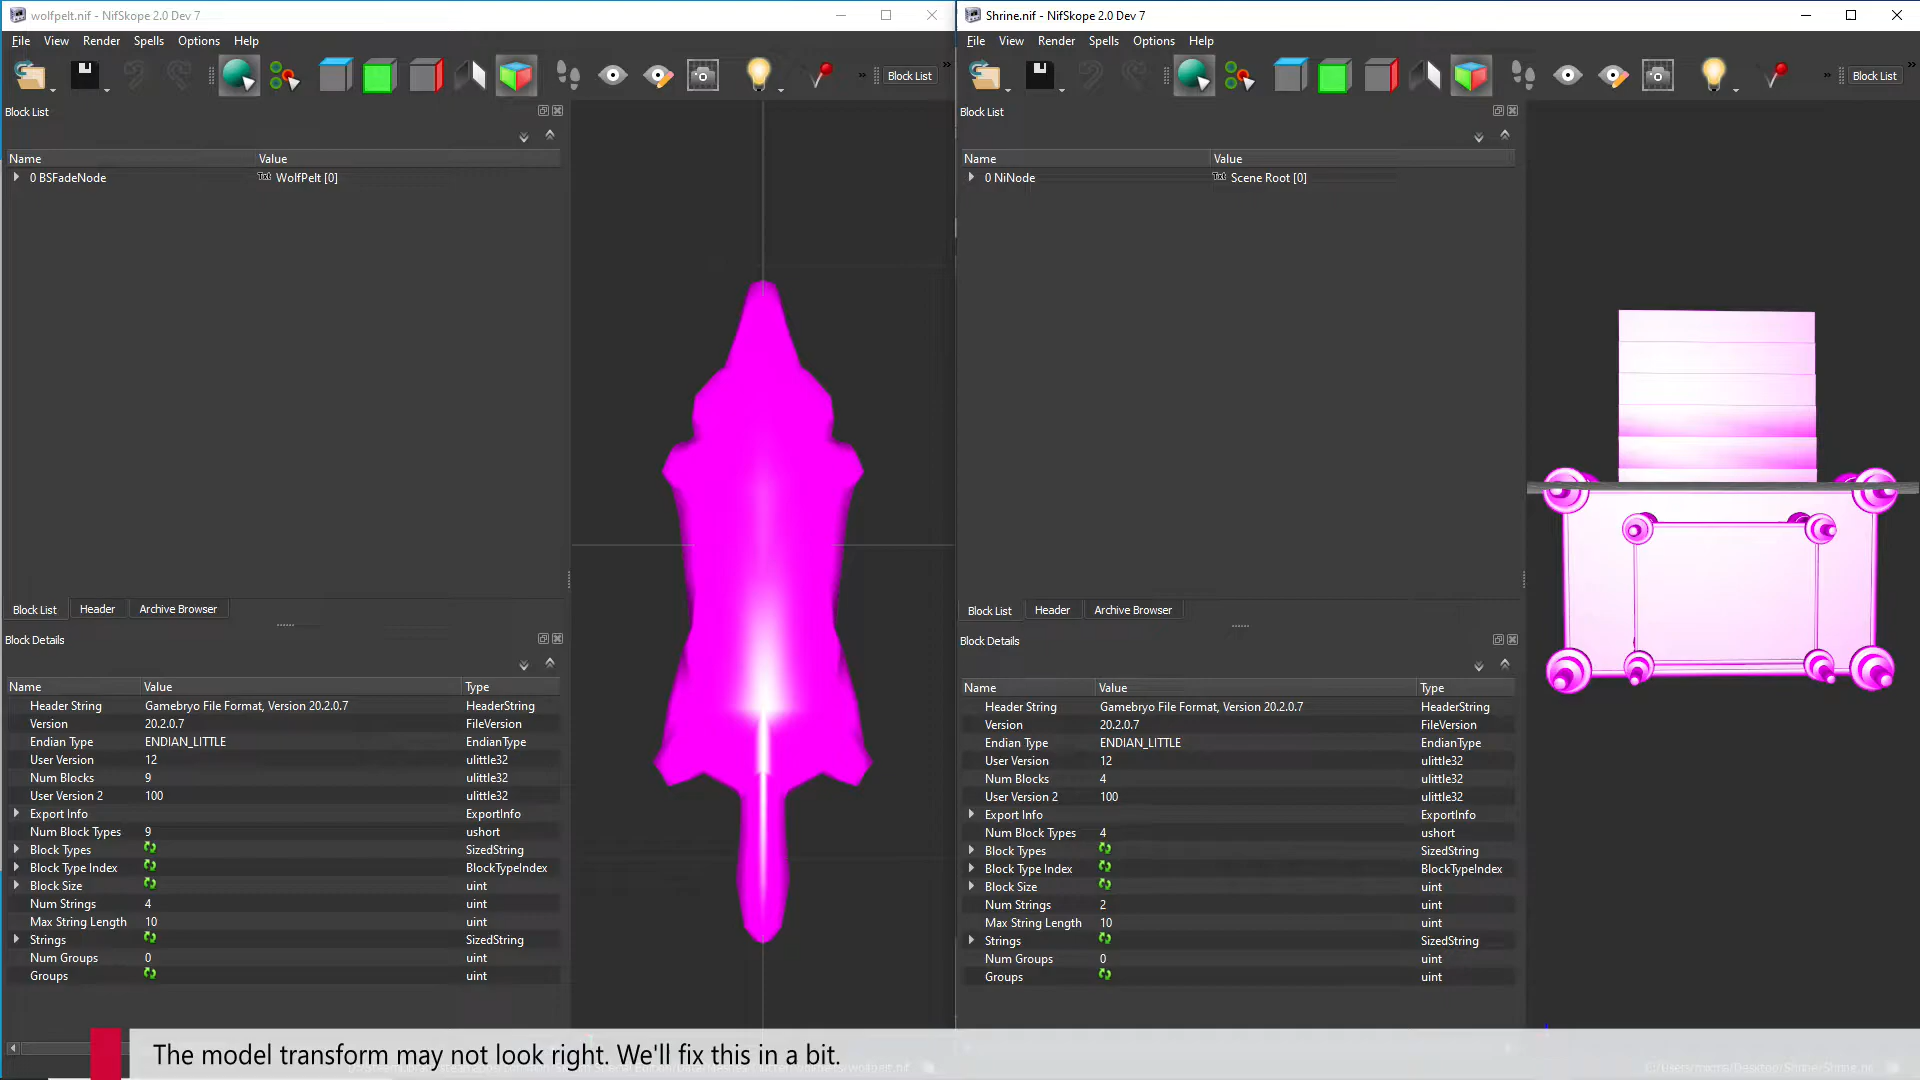 wolfpelt.nif - NifSkope 2.0 Dev 7
File View Render Spells Options Help
Block List
Block List
Name Value
0 BSFadeNode Txt WolfPelt [0]
Block List Header Archive Browser
Block Details
Name Value Type
Header String Gamebryo File Format, Version 20.2.0.7 HeaderString
Version 20.2.0.7 FileVersion
Endian Type ENDIAN_LITTLE EndianType
User Version 12 ulittle32
Num Blocks 9 ulittle32
User Version 2 100 ulittle32
Export Info ExportInfo
Num Block Types 9 ushort
Block Types SizedString
Block Type Index BlockTypeIndex
Block Size uint
Num Strings 4 uint
Max String Length 10 uint
Strings SizedString
Num Groups 0 uint
Groups uint
Shrine.nif - NifSkope 2.0 Dev 7
File View Render Spells Options Help
Block List
Block List
Name Value
0 NiNode Txt Scene Root [0]
Block List Header Archive Browser
Block Details
Name Value Type
Header String Gamebryo File Format, Version 20.2.0.7 HeaderString
Version 20.2.0.7 FileVersion
Endian Type ENDIAN_LITTLE EndianType
User Version 12 ulittle32
Num Blocks 4 ulittle32
User Version 2 100 ulittle32
Export Info ExportInfo
Num Block Types 4 ushort
Block Types SizedString
Block Type Index BlockTypeIndex
Block Size uint
Num Strings 2 uint
Max String Length 10 uint
Strings SizedString
Num Groups 0 uint
Groups uint
The model transform may not look right. We'll fix this in a bit.